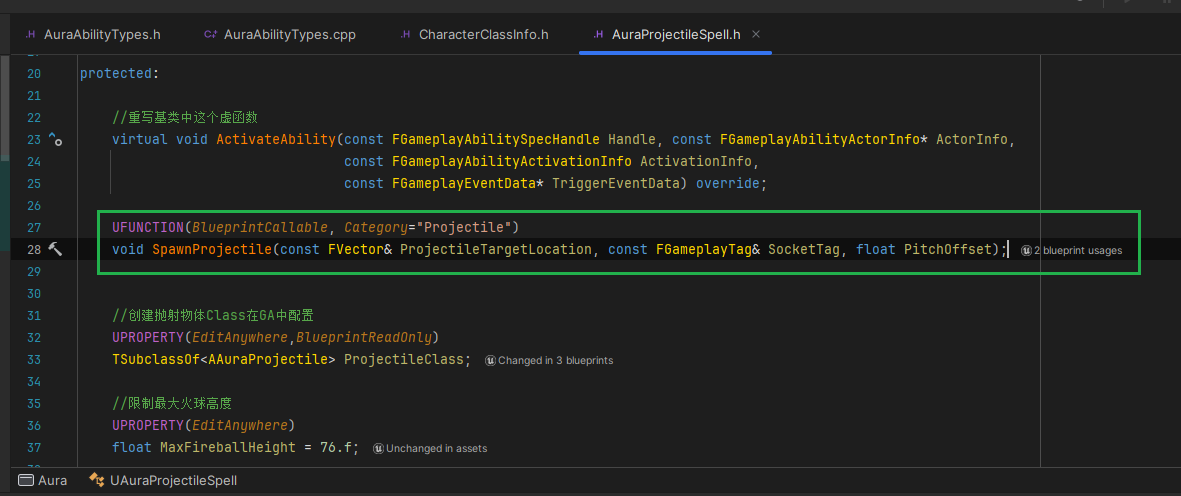 AuraAbilityTypes.h
AuraAbilityTypes.cpp
CharacterClassInfo.h
AuraProjectileSpell.h
20 protected:
21
22 //重写基类中这个虚函数
23 virtual void ActivateAbility(const FGameplayAbilitySpecHandle Handle, const FGameplayAbilityActorInfo* ActorInfo,
24 const FGameplayAbilityActivationInfo ActivationInfo,
25 const FGameplayEventData* TriggerEventData) override;
26
27 UFUNCTION(BlueprintCallable, Category="Projectile")
28 void SpawnProjectile(const FVector& ProjectileTargetLocation, const FGameplayTag& SocketTag, float PitchOffset); 2 blueprint usages
29
30
31 //创建抛射物体Class在GA中配置
32 UPROPERTY(EditAnywhere,BlueprintReadOnly)
33 TSubclassOf<AAuraProjectile> ProjectileClass; Changed in 3 blueprints
34
35 //限制最大火球高度
36 UPROPERTY(EditAnywhere)
37 float MaxFireballHeight = 76.f; Unchanged in assets
Aura UAuraProjectileSpell